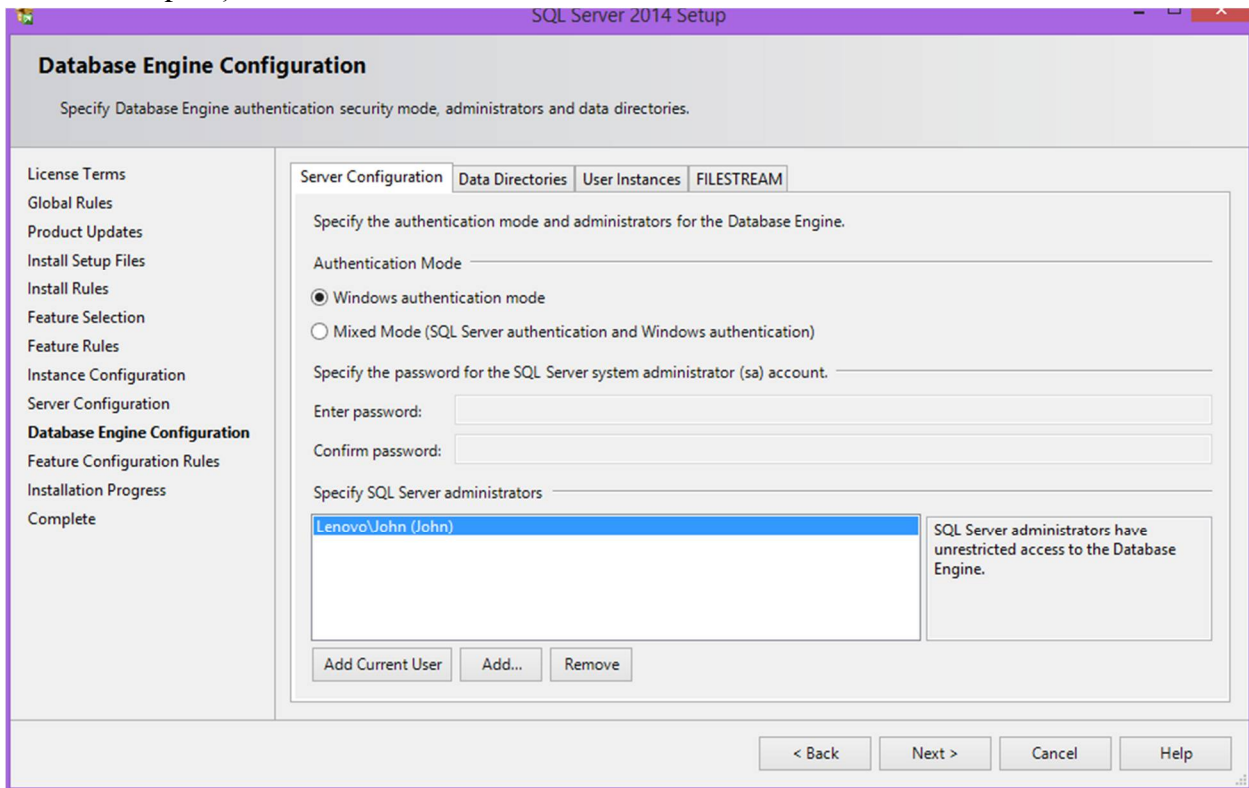 SQL Server 2014 Setup
Database Engine Configuration
Specify Database Engine authentication security mode, administrators and data directories.
License Terms
Global Rules
Product Updates
Install Setup Files
Install Rules
Feature Selection
Feature Rules
Instance Configuration
Server Configuration
Database Engine Configuration
Feature Configuration Rules
Installation Progress
Complete
Server Configuration Data Directories User Instances FILESTREAM
Specify the authentication mode and administrators for the Database Engine.
Authentication Mode
Windows authentication mode
Mixed Mode (SQL Server authentication and Windows authentication)
Specify the password for the SQL Server system administrator (sa) account.
Enter password:
Confirm password:
Specify SQL Server administrators
Lenovo\John (John)
SQL Server administrators have
unrestricted access to the Database
Engine.
Add Current User Add... Remove
< Back Next > Cancel Help